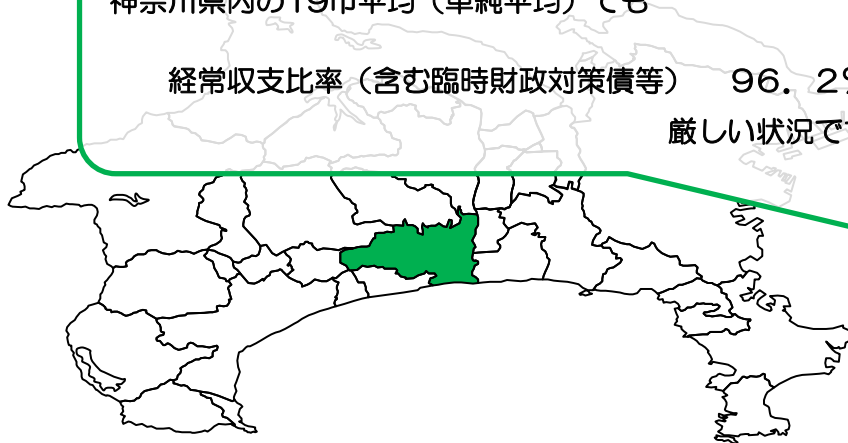 神奈川県内の19市平均（単純平均）でも
経常収支比率（含む臨時財政対策債等）　９６．２%
厳しい状況で